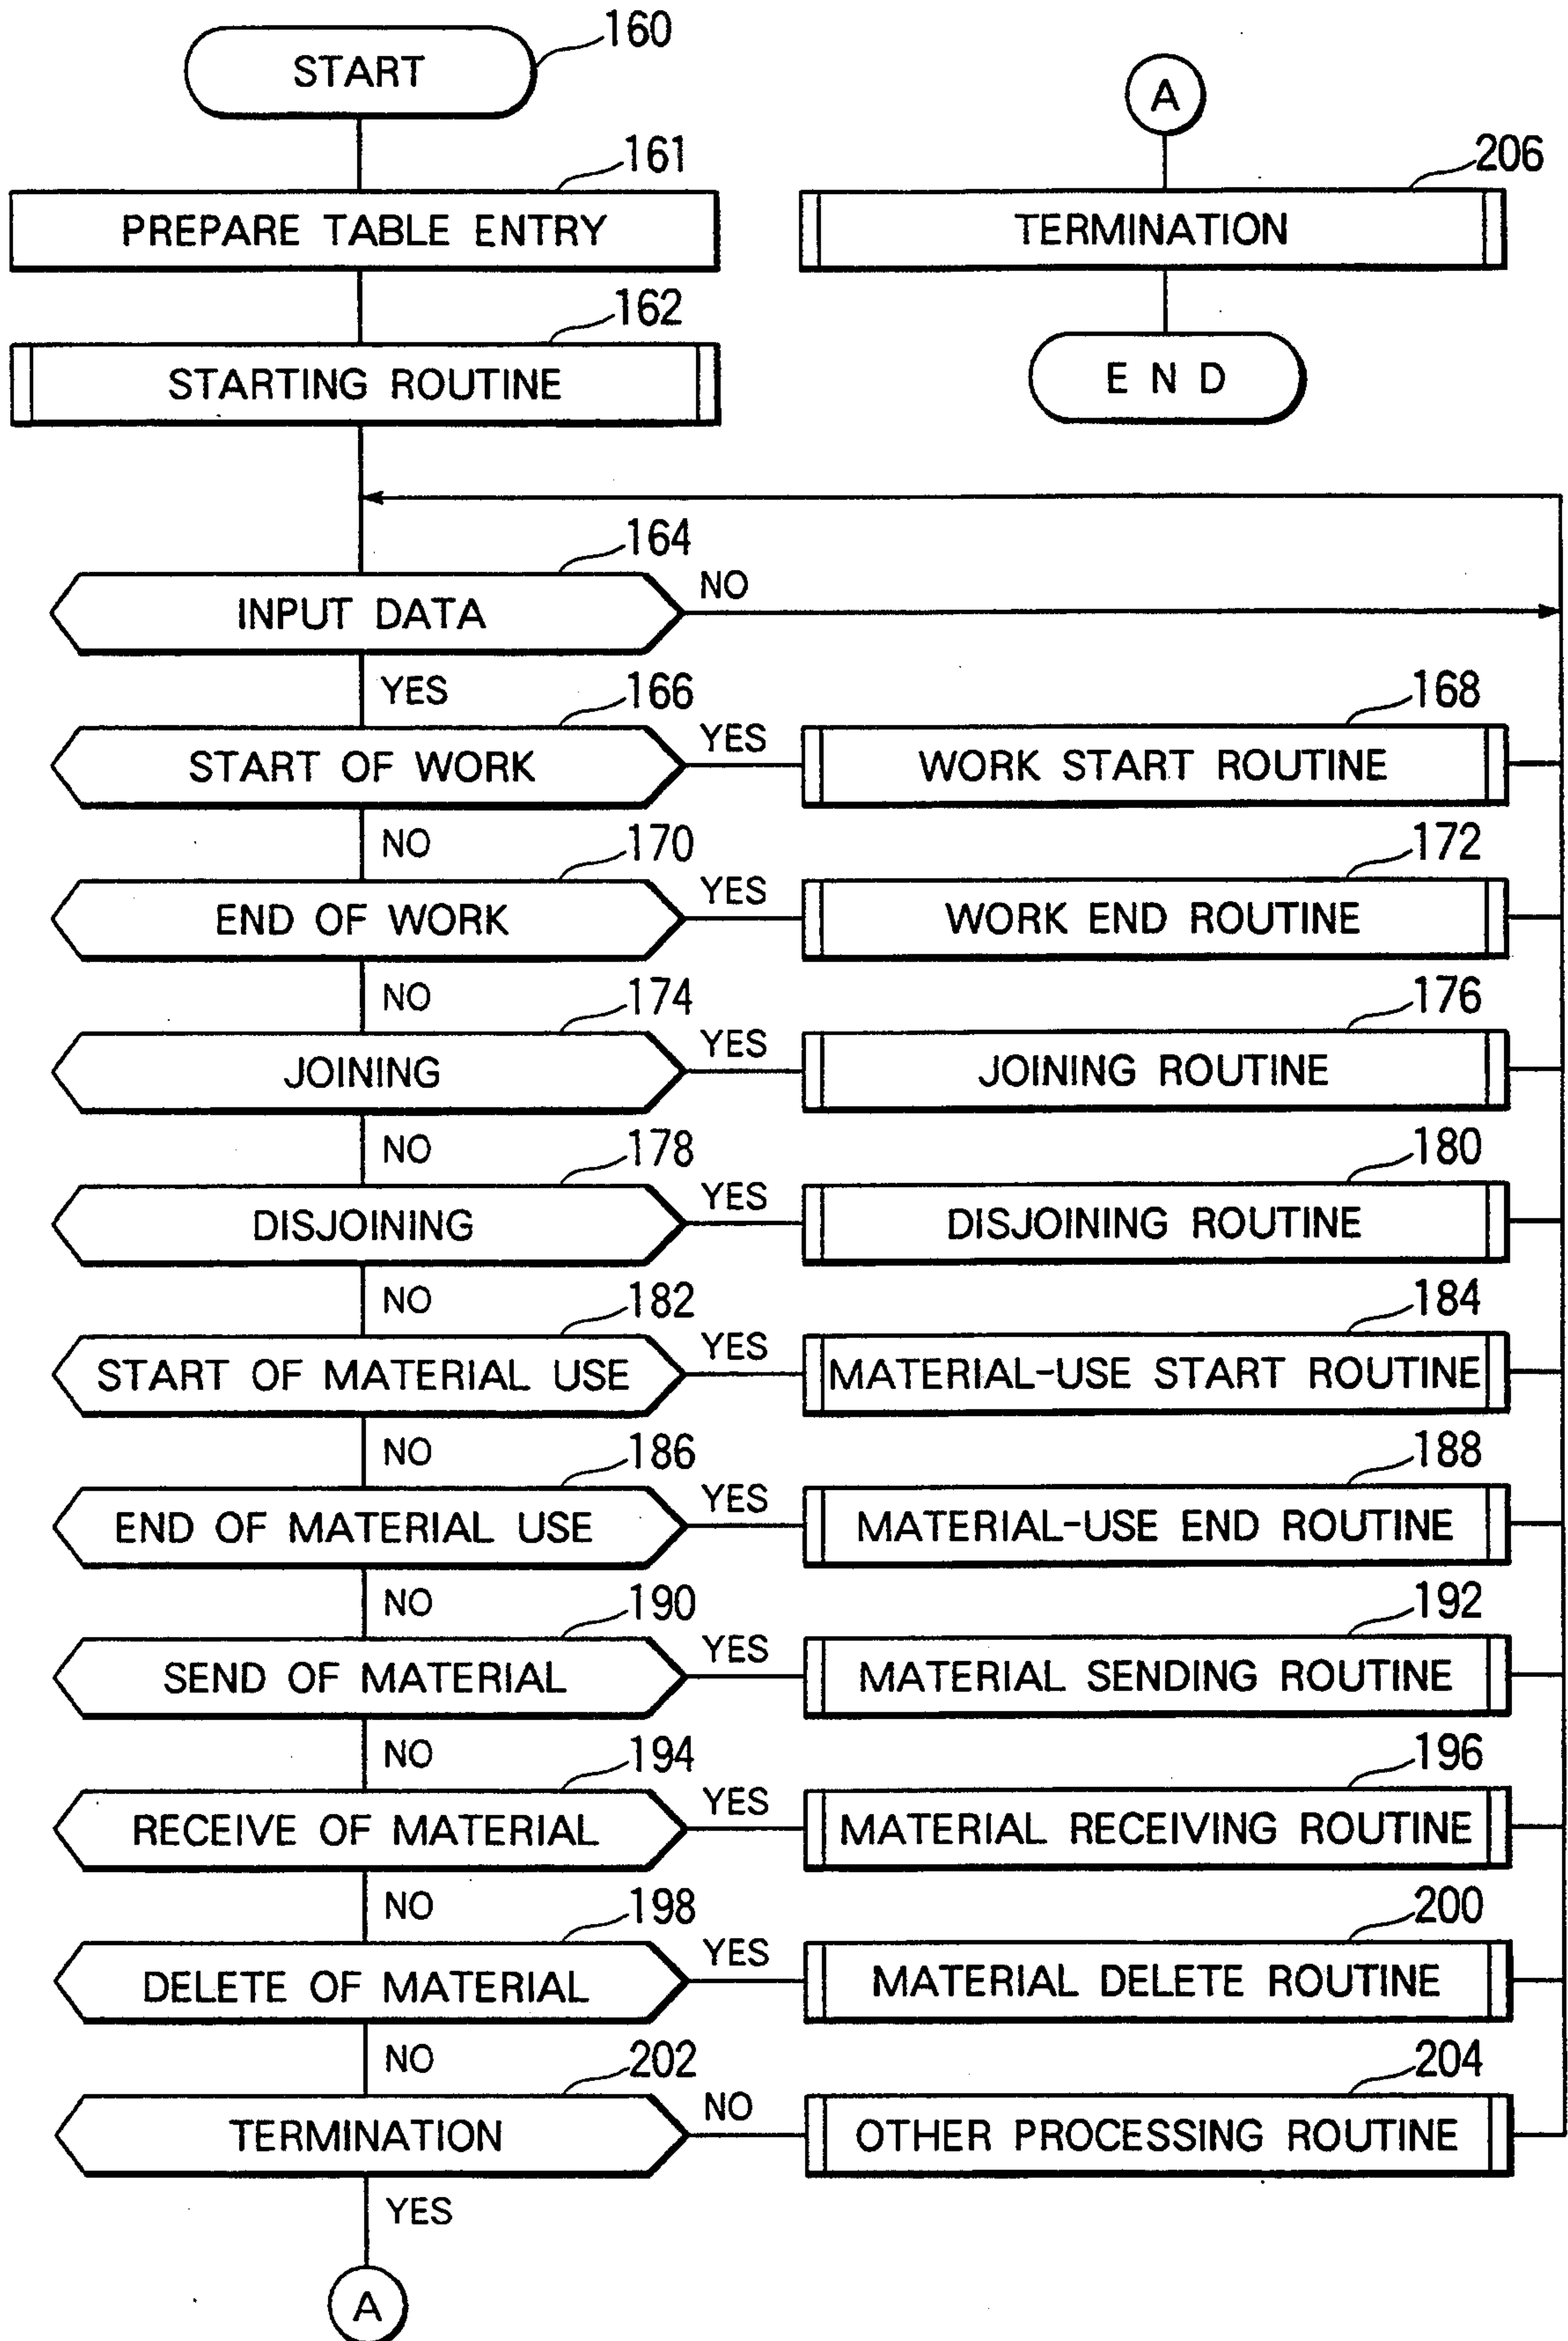 START
160
A
161
PREPARE TABLE ENTRY
206
TERMINATION
162
STARTING ROUTINE
E N D
164
INPUT DATA
NO
YES
166
START OF WORK
YES
168
WORK START ROUTINE
NO
170
END OF WORK
YES
172
WORK END ROUTINE
NO
174
JOINING
YES
176
JOINING ROUTINE
NO
178
DISJOINING
YES
180
DISJOINING ROUTINE
NO
182
START OF MATERIAL USE
YES
184
MATERIAL-USE START ROUTINE
NO
186
END OF MATERIAL USE
YES
188
MATERIAL-USE END ROUTINE
NO
190
SEND OF MATERIAL
YES
192
MATERIAL SENDING ROUTINE
NO
194
RECEIVE OF MATERIAL
YES
196
MATERIAL RECEIVING ROUTINE
NO
198
DELETE OF MATERIAL
YES
200
MATERIAL DELETE ROUTINE
NO
202
TERMINATION
NO
204
OTHER PROCESSING ROUTINE
YES
A